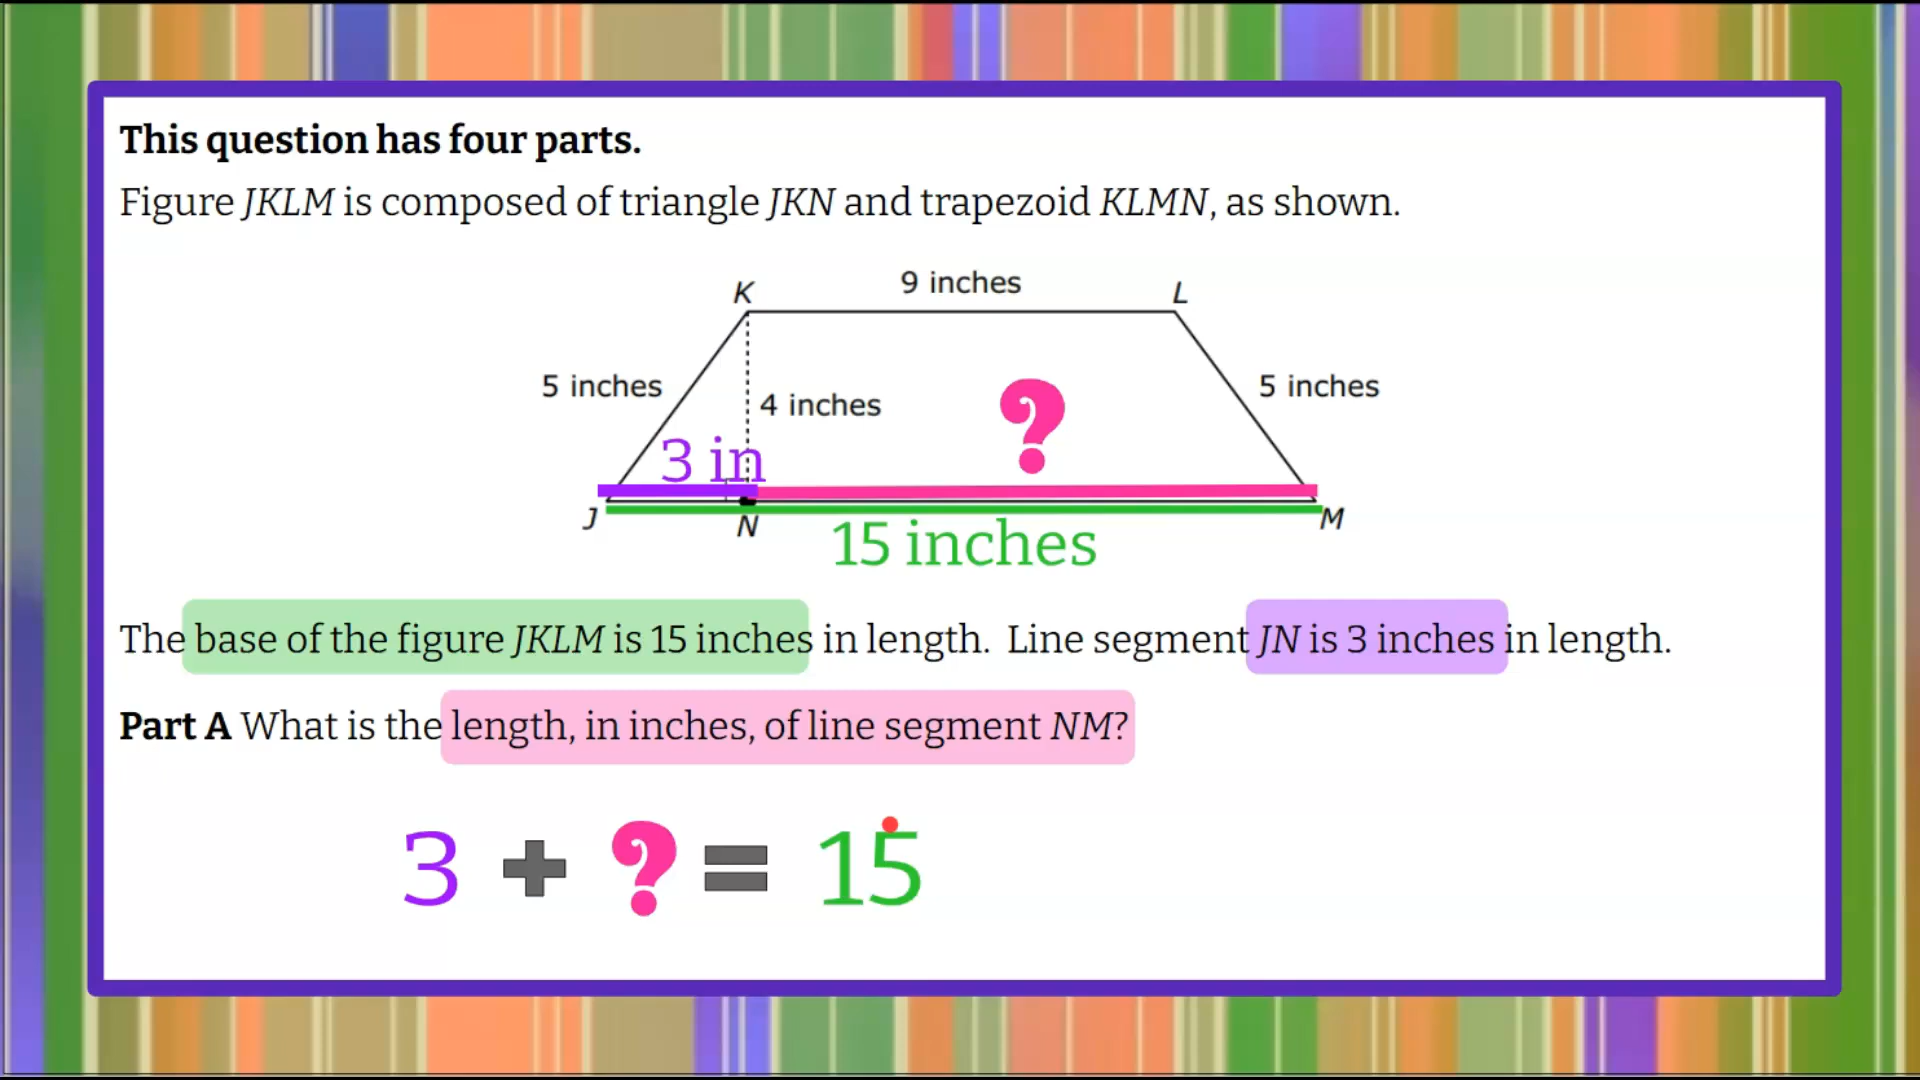 This question has four parts.
Figure JKLM is composed of triangle JKN and trapezoid KLMN, as shown.
9 inches
K
L
5 inches
5 inches
4 inches
?
3 in
J
N
M
15 inches
The base of the figure JKLM is 15 inches in length. Line segment JN is 3 inches in length.
Part A What is the length, in inches, of line segment NM?
3 + ? = 15